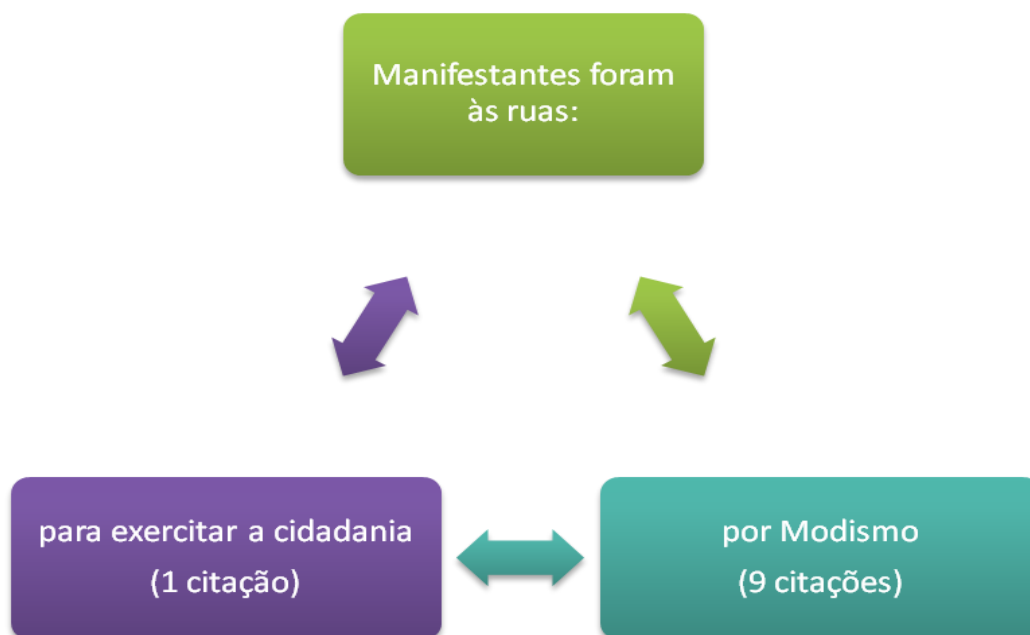 Manifestantes foram
às ruas:
para exercitar a cidadania
(1 citação)
por Modismo
(9 citações)